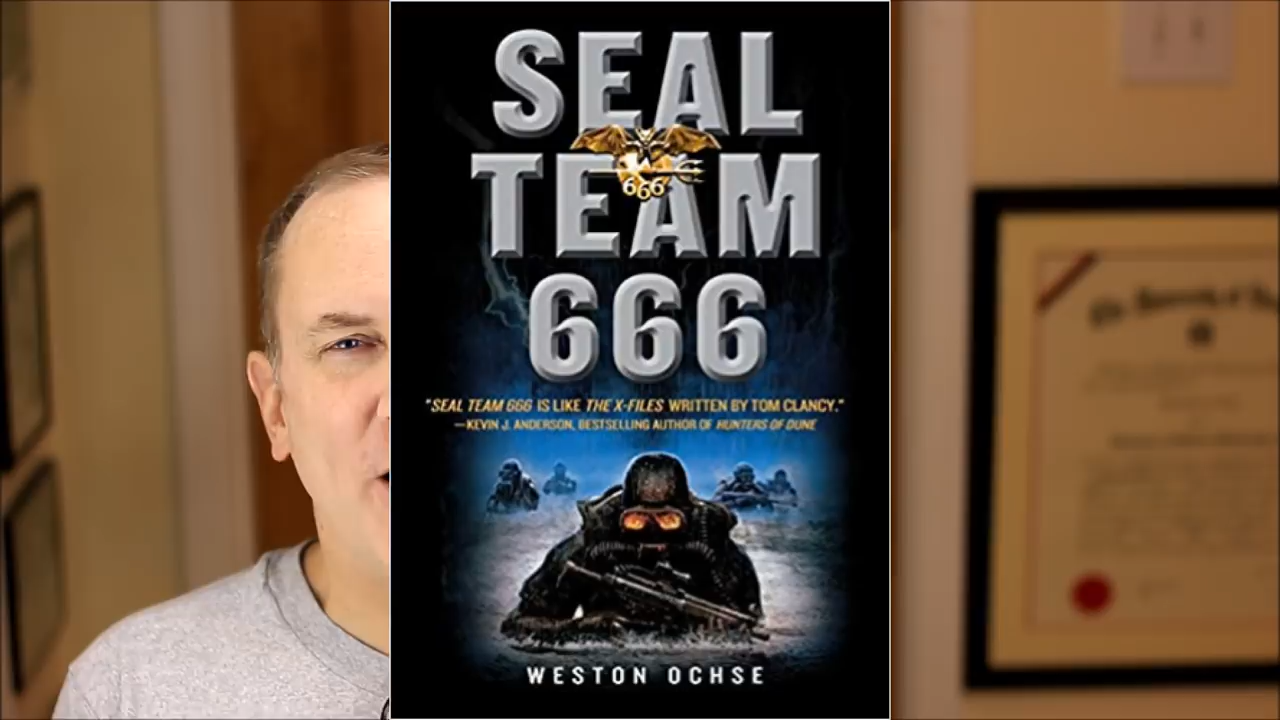 SEAL
TEAM
666
666
"SEAL TEAM 666 IS LIKE THE X-FILES WRITTEN BY TOM CLANCY."
—KEVIN J. ANDERSON, BESTSELLING AUTHOR OF HUNTERS OF DUNE
WESTON OCHSE